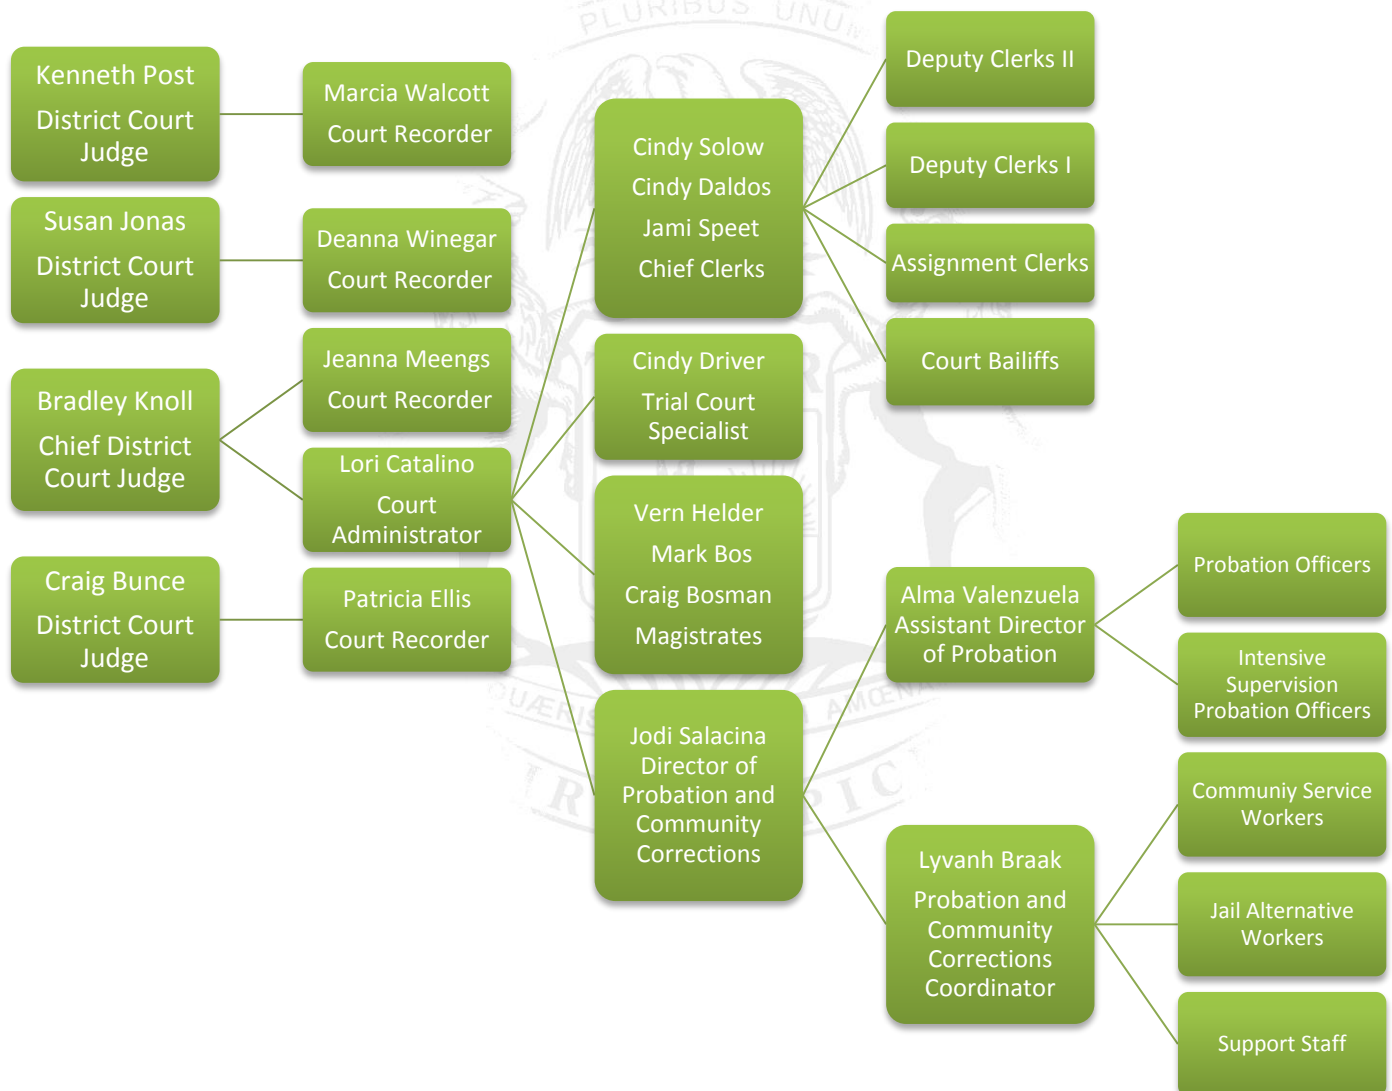 PLURIBUS UNUM
Kenneth Post
District Court
Judge
Marcia Walcott
Court Recorder
Susan Jonas
District Court
Judge
Deanna Winegar
Court Recorder
Bradley Knoll
Chief District
Court Judge
Jeanna Meengs
Court Recorder
Lori Catalino
Court
Administrator
Craig Bunce
District Court
Judge
Patricia Ellis
Court Recorder
Cindy Solow
Cindy Daldos
Jami Speet
Chief Clerks
Cindy Driver
Trial Court
Specialist
Vern Helder
Mark Bos
Craig Bosman
Magistrates
Jodi Salacina
Director of
Probation and
Community
Corrections
Deputy Clerks II
Deputy Clerks I
Assignment Clerks
Court Bailiffs
Alma Valenzuela
Assistant Director
of Probation
Lyvanh Braak
Probation and
Community
Corrections
Coordinator
Probation Officers
Intensive
Supervision
Probation Officers
Communiy Service
Workers
Jail Alternative
Workers
Support Staff